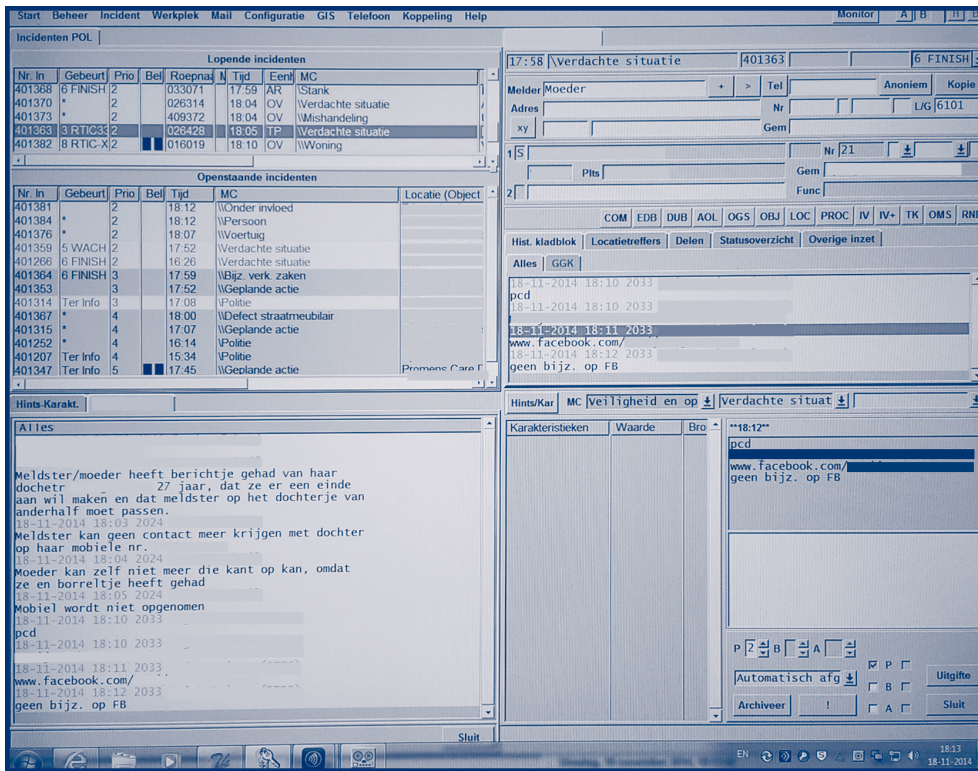 Start Beheer Incident Werkplek Mail Configuratie GIS Telefoon Koppeling Help
Monitor A B H
Incidenten POL
Lopende incidenten
Nr. In Gebeurt Prio Bel Roepnaa M Tijd Eenh MC
401368 6 FINISH 2 033071 17:59 AR \Stank
401370 * 2 026314 18:04 OV \Verdachte situatie
401373 * 2 409372 18:04 OV \\Mishandeling
401363 3 RTIC33 2 026428 18:05 TP \Verdachte situatie
401382 8 RTIC-X 2 016019 18:10 OV \\Woning
Openstaande incidenten
Nr. In Gebeurt Prio Bel Tijd MC Locatie (Object
401381 2 18:12 \\Onder invloed
401384 * 2 18:12 \\Persoon
401376 * 2 18:07 \\Voertuig
401359 5 WACH 2 17:52 \Verdachte situatie
401266 6 FINISH 2 16:26 \Verdachte situatie
401364 6 FINISH 3 17:59 \\Bijz. verk. zaken
401353 3 17:52 \\Geplande actie
401314 Ter Info 3 17:08 \Politie
401367 * 4 18:00 \\Defect straatmeubilair
401315 * 4 17:07 \\Geplande actie
401252 * 4 16:14 \Politie
401207 Ter Info 4 15:34 \Politie
401347 Ter Info 5 17:45 \\Geplande actie Promens Care
17:58 \Verdachte situatie 401363 6 FINISH
Melder Moeder + > Tel Anoniem Kopie
Adres Nr L/G 6101
xy Gem
1 S Nr 21
Plts Gem
2 Func
COM EDB DUB AOL OGS OBJ LOC PROC IV IV+ TK OMS RND
Hist. kladblok Locatietreffers Delen Statusoverzicht Overige inzet
Alles GGK
18-11-2014 18:10 2033
pcd
18-11-2014 18:10 2033
18-11-2014 18:11 2033
www.facebook.com/
18-11-2014 18:12 2033
geen bijz. op FB
Hints-Karakt.
Alles
Meldster/moeder heeft berichtje gehad van haar
dochetr 27 jaar, dat ze er een einde
aan wil maken en dat meldster op het dochterje van
anderhalf moet passen.
18-11-2014 18:03 2024
Meldster kan geen contact meer krijgen met dochter
op haar mobiele nr.
18-11-2014 18:04 2024
Moeder kan zelf niet meer die kant op kan, omdat
ze en borreltje heeft gehad
18-11-2014 18:05 2024
Mobiel wordt niet opgenomen
18-11-2014 18:10 2033
pcd
18-11-2014 18:10 2033
18-11-2014 18:11 2033
www.facebook.com/
18-11-2014 18:12 2033
geen bijz. op FB
Sluit
Hints/Kar MC Veiligheid en op Verdachte situat
Karakteristieken Waarde Bro
**18:12**
pcd
www.facebook.com/
geen bijz. op FB
P 2 B A
Automatisch afg
P
B
A
Uitgifte
Archiveer ! Sluit
EN
18:13
18-11-2014